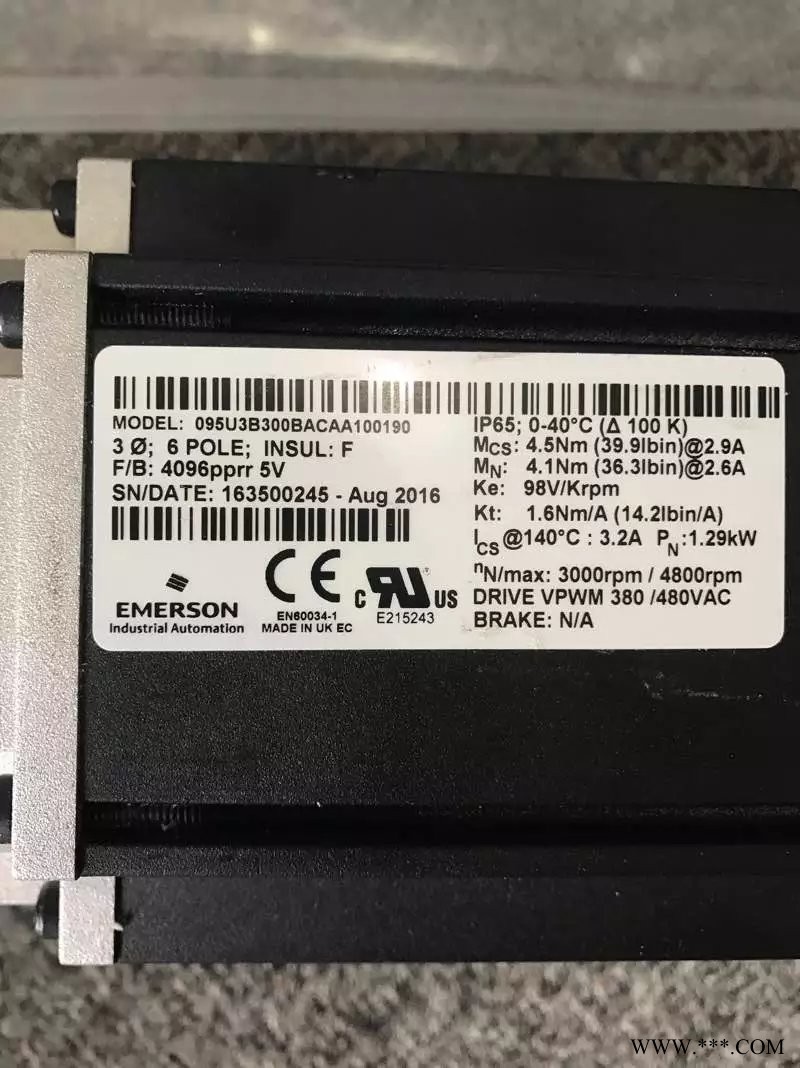 MODEL: 095U3B300BACAA100190
3 Ø; 6 POLE; INSUL: F
F/B: 4096pprr 5V
SN/DATE: 163500245 - Aug 2016
EMERSON
Industrial Automation
CE
EN60034-1
MADE IN UK EC
c RU US
E215243
IP65; 0-40°C (Δ 100 K)
MCS: 4.5Nm (39.9lbin)@2.9A
MN: 4.1Nm (36.3lbin)@2.6A
Ke: 98V/Krpm
Kt: 1.6Nm/A (14.2lbin/A)
ICS @140°C : 3.2A PN:1.29kW
nN/max: 3000rpm / 4800rpm
DRIVE VPWM 380 /480VAC
BRAKE: N/A
WWW.***.COM